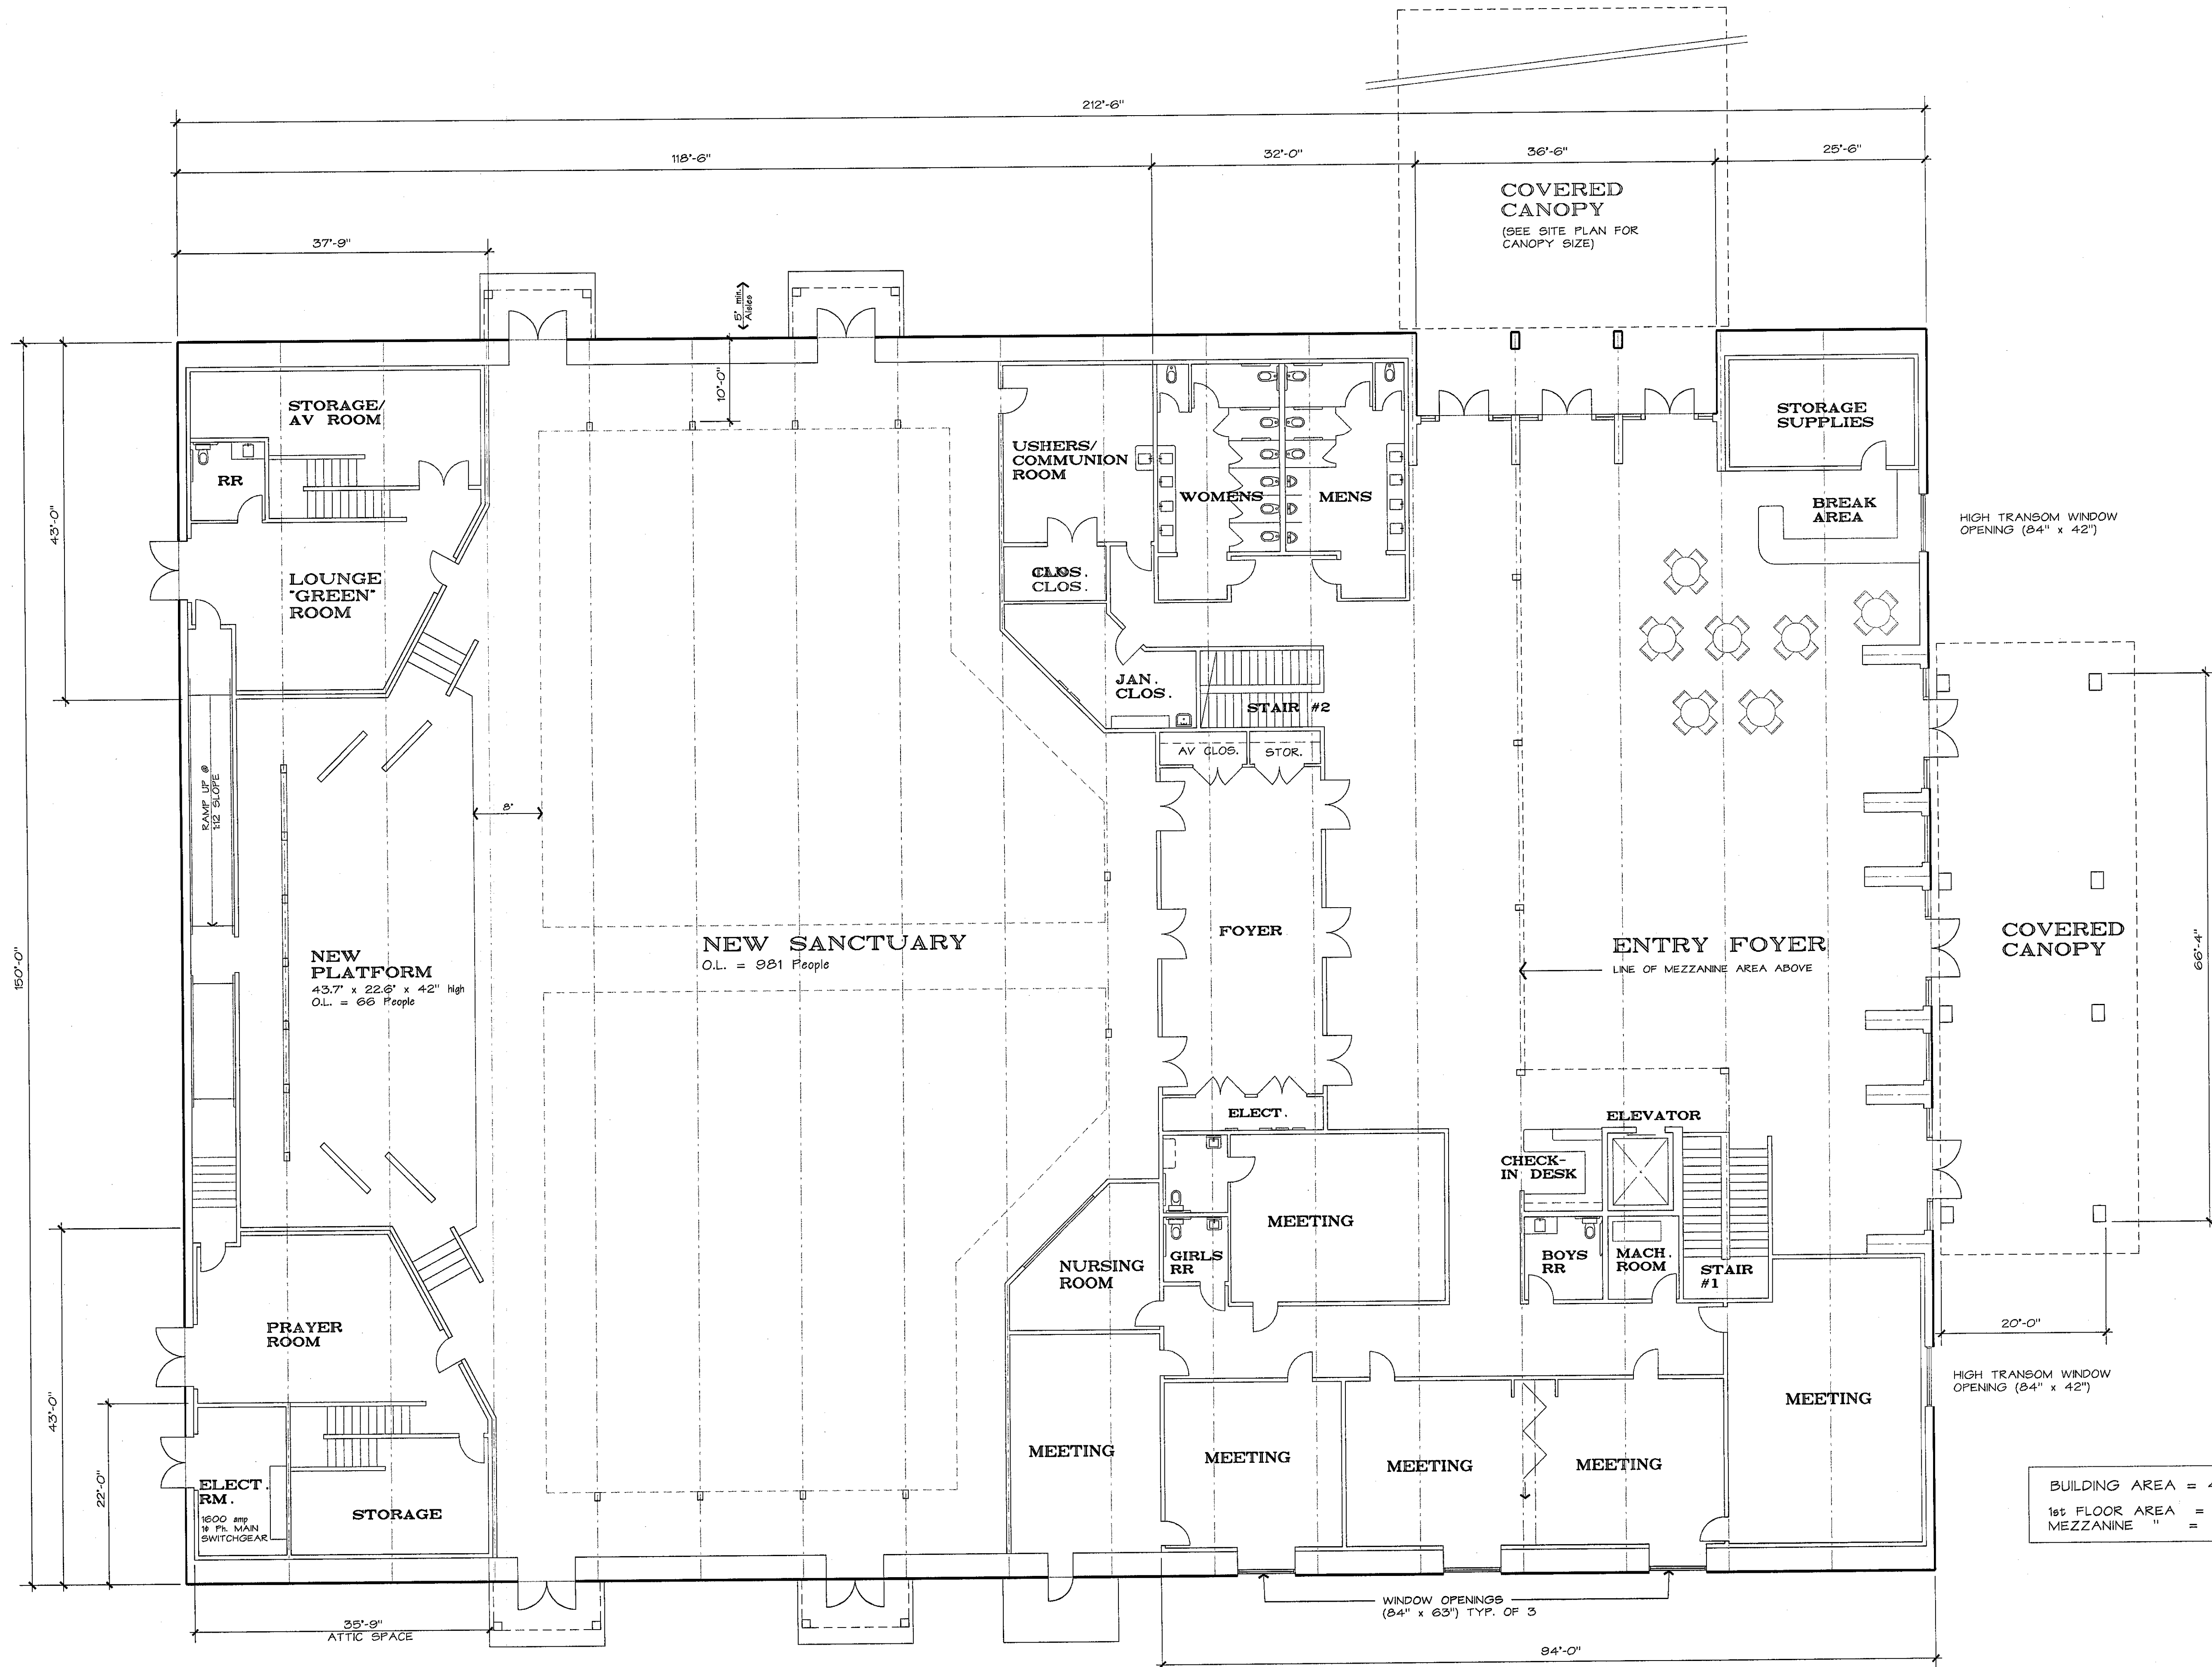 212'-6"
118'-6"
32'-0"
36'-6"
25'-6"
COVERED
CANOPY
(SEE SITE PLAN FOR
CANOPY SIZE)
37'-9"
5' min.
Aisles
10'-0"
43'-0"
150'-0"
STORAGE/
AV ROOM
RR
LOUNGE
"GREEN"
ROOM
USHERS/
COMMUNION
ROOM
CLOS.
WOMENS
MENS
STORAGE
SUPPLIES
BREAK
AREA
HIGH TRANSOM WINDOW
OPENING (84" x 42")
JAN.
CLOS.
STAIR #2
AV CLOS.
STOR.
RAMP UP @
1:12 SLOPE
8'
NEW
PLATFORM
43.7' x 22.6' x 42" high
O.L. = 66 People
NEW SANCTUARY
O.L. = 981 People
FOYER
ENTRY FOYER
LINE OF MEZZANINE AREA ABOVE
COVERED
CANOPY
66'-4"
ELECT.
ELEVATOR
CHECK-
IN DESK
MEETING
NURSING
ROOM
GIRLS
RR
BOYS
RR
MACH.
ROOM
STAIR
#1
20'-0"
HIGH TRANSOM WINDOW
OPENING (84" x 42")
PRAYER
ROOM
43'-0"
22'-0"
ELECT.
RM.
1600 amp
1φ Ph. MAIN
SWITCHGEAR
STORAGE
MEETING
MEETING
MEETING
MEETING
MEETING
BUILDING AREA =
1st FLOOR AREA =
MEZZANINE " =
35'-9"
ATTIC SPACE
WINDOW OPENINGS
(84" x 63") TYP. OF 3
94'-0"